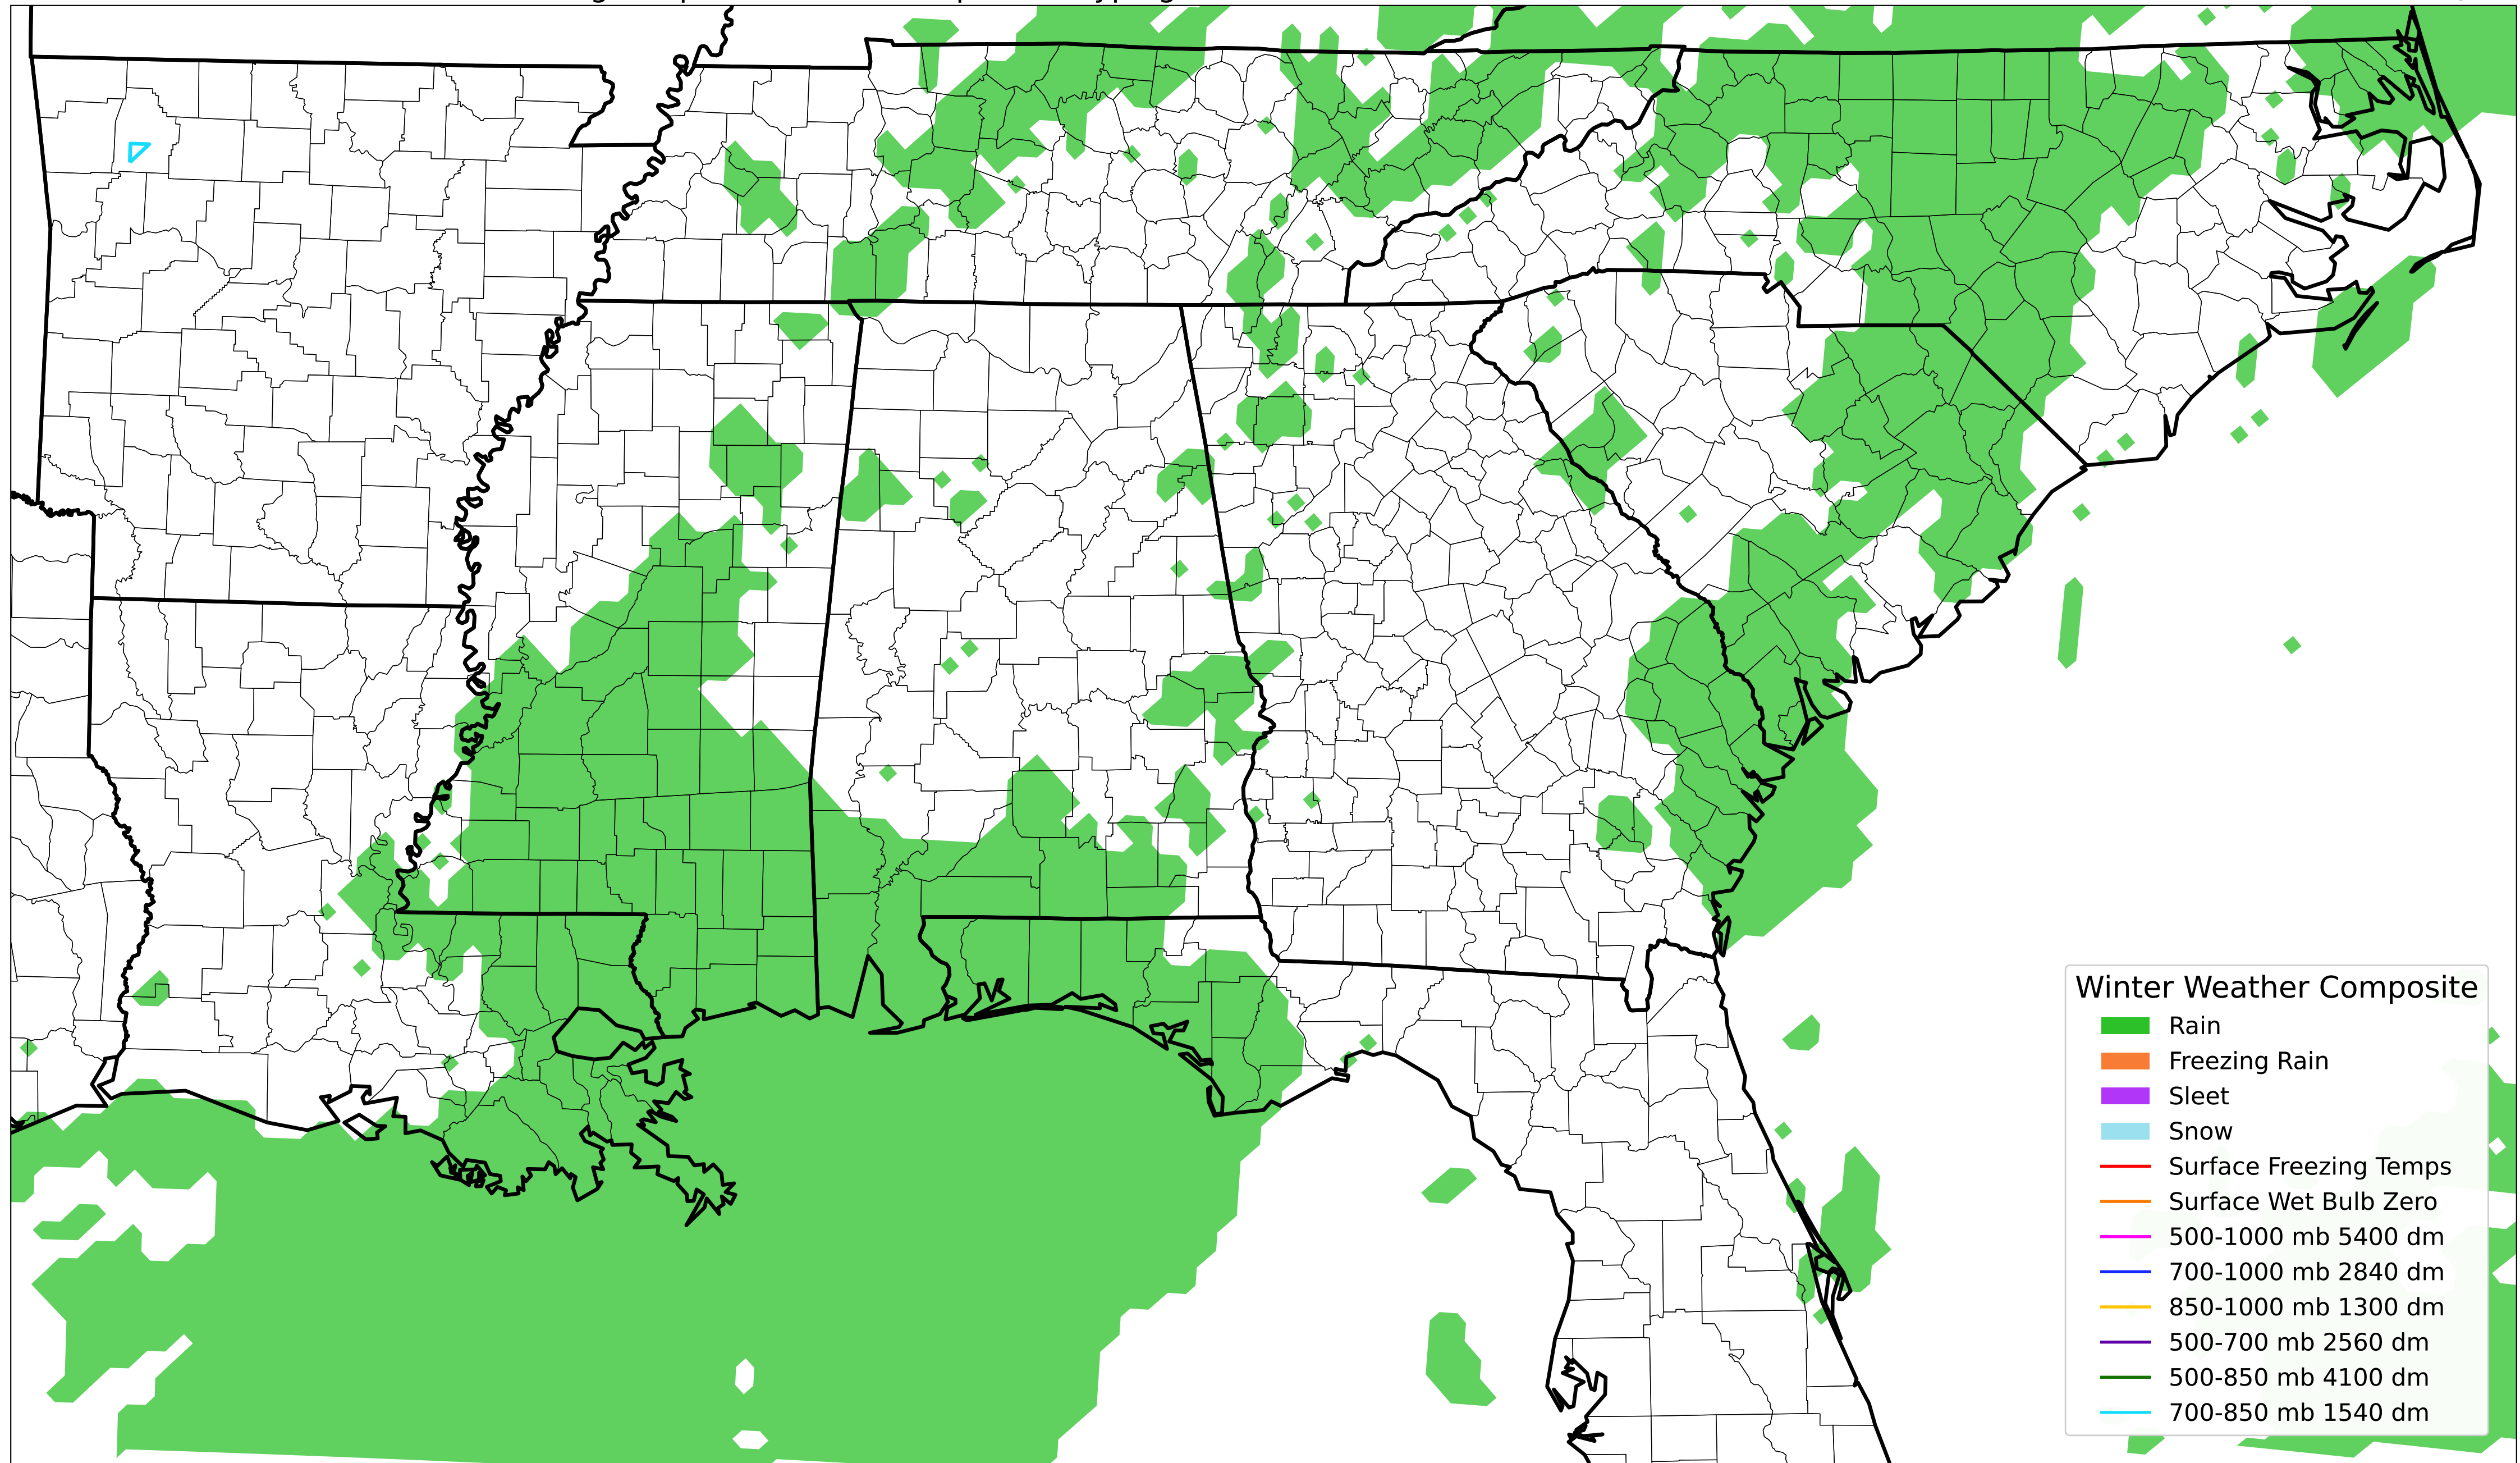 Winter Weather Composite
Rain
Freezing Rain
Sleet
Snow
Surface Freezing Temps
Surface Wet Bulb Zero
500-1000 mb 5400 dm
700-1000 mb 2840 dm
850-1000 mb 1300 dm
500-700 mb 2560 dm
500-850 mb 4100 dm
700-850 mb 1540 dm